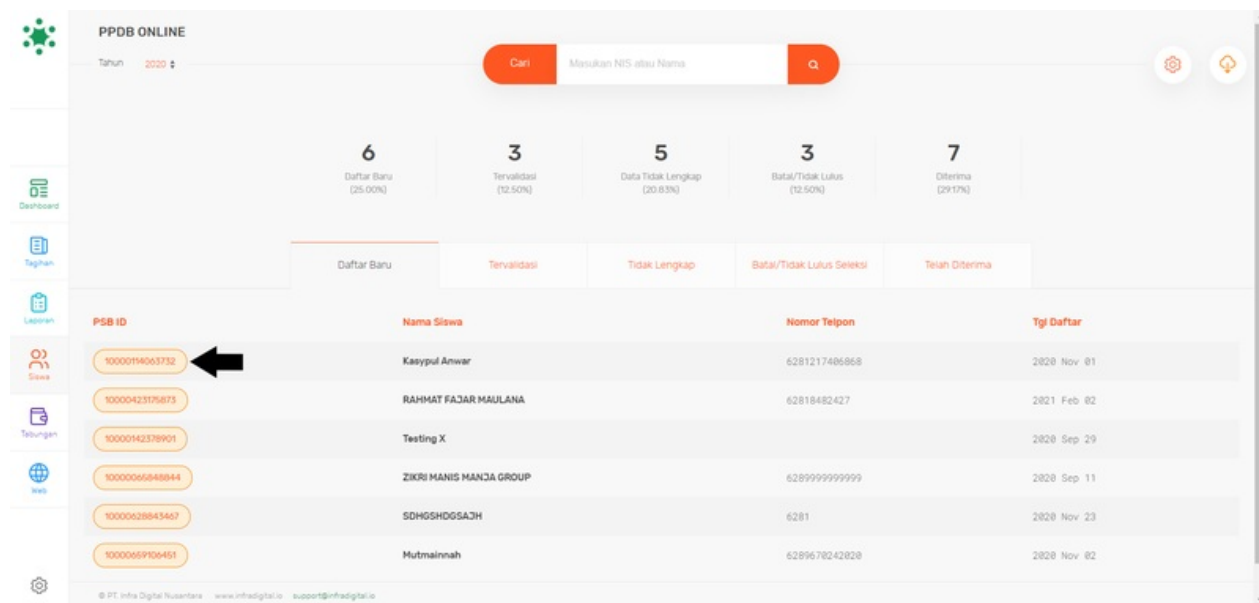 PPDB ONLINE
Tahun 2020
Cari Masukan NIS atau Nama
6 3 5 3 7
Daftar Baru Tervalidasi Data Tidak Lengkap Batal/Tidak Lulus Diterima
(25.00%) (12.50%) (20.83%) (12.50%) (29.17%)
Dashboard
Tagihan
Laporan
Siswa
Tabungan
Web
Daftar Baru Tervalidasi Tidak Lengkap Batal/Tidak Lulus Seleksi Telah Diterima
PSB ID Nama Siswa Nomor Telpon Tgl Daftar
10000114063732 Kasypul Anwar 6281217406868 2020 Nov 01
10000423175873 RAHMAT FAJAR MAULANA 62818482427 2021 Feb 02
10000142378901 Testing X 2020 Sep 29
10000065848844 ZIKRI MANIS MANJA GROUP 6289999999999 2020 Sep 11
10000628843467 SDHGSHDGSAJH 6281 2020 Nov 23
10000659106451 Mutmainnah 6289670242020 2020 Nov 02
© PT. Infra Digital Nusantara www.infradigital.io support@infradigital.io